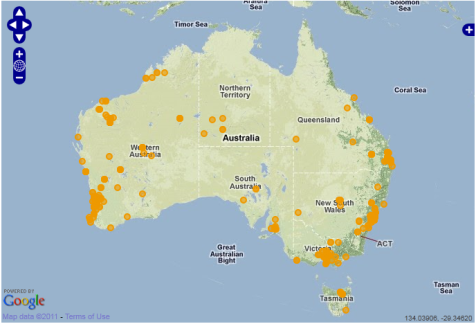 Arafura
Sea
Solomon
Sea
Timor Sea
Coral Sea
Northern
Territory
Queensland
Australia
Western
Australia
South
Australia
New South
Wales
ACT
Great
Australian
Bight
Victoria
Tasmania
Tasman
Sea
POWERED BY
Google
Map data ©2011 - Terms of Use
134.03906, -29.34620